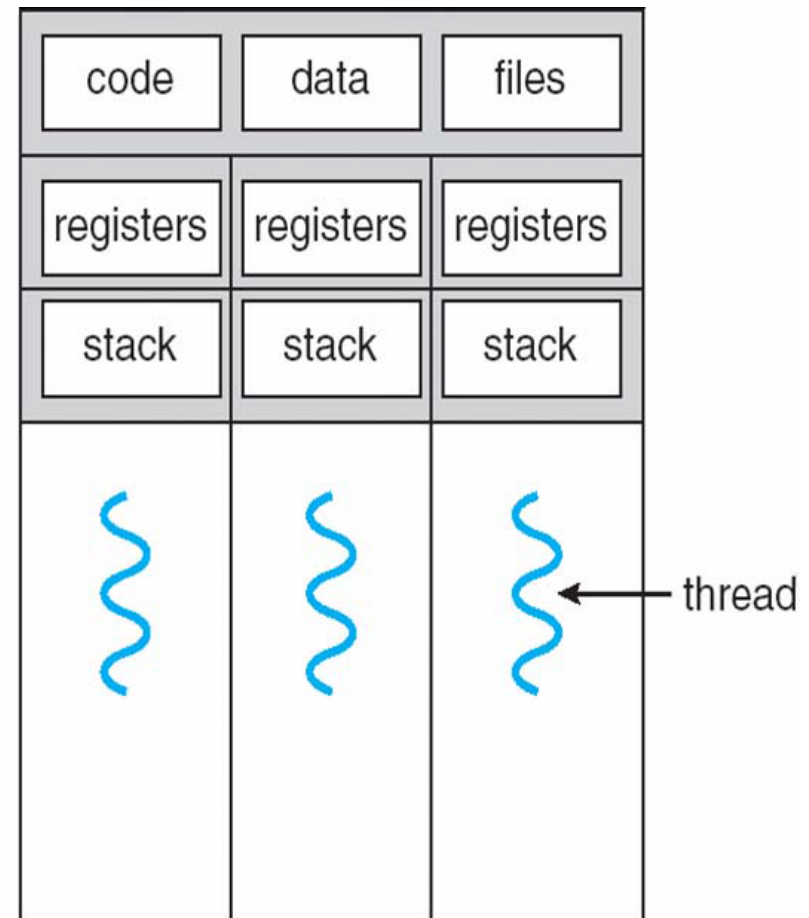 code data files
registers registers registers
stack stack stack
thread